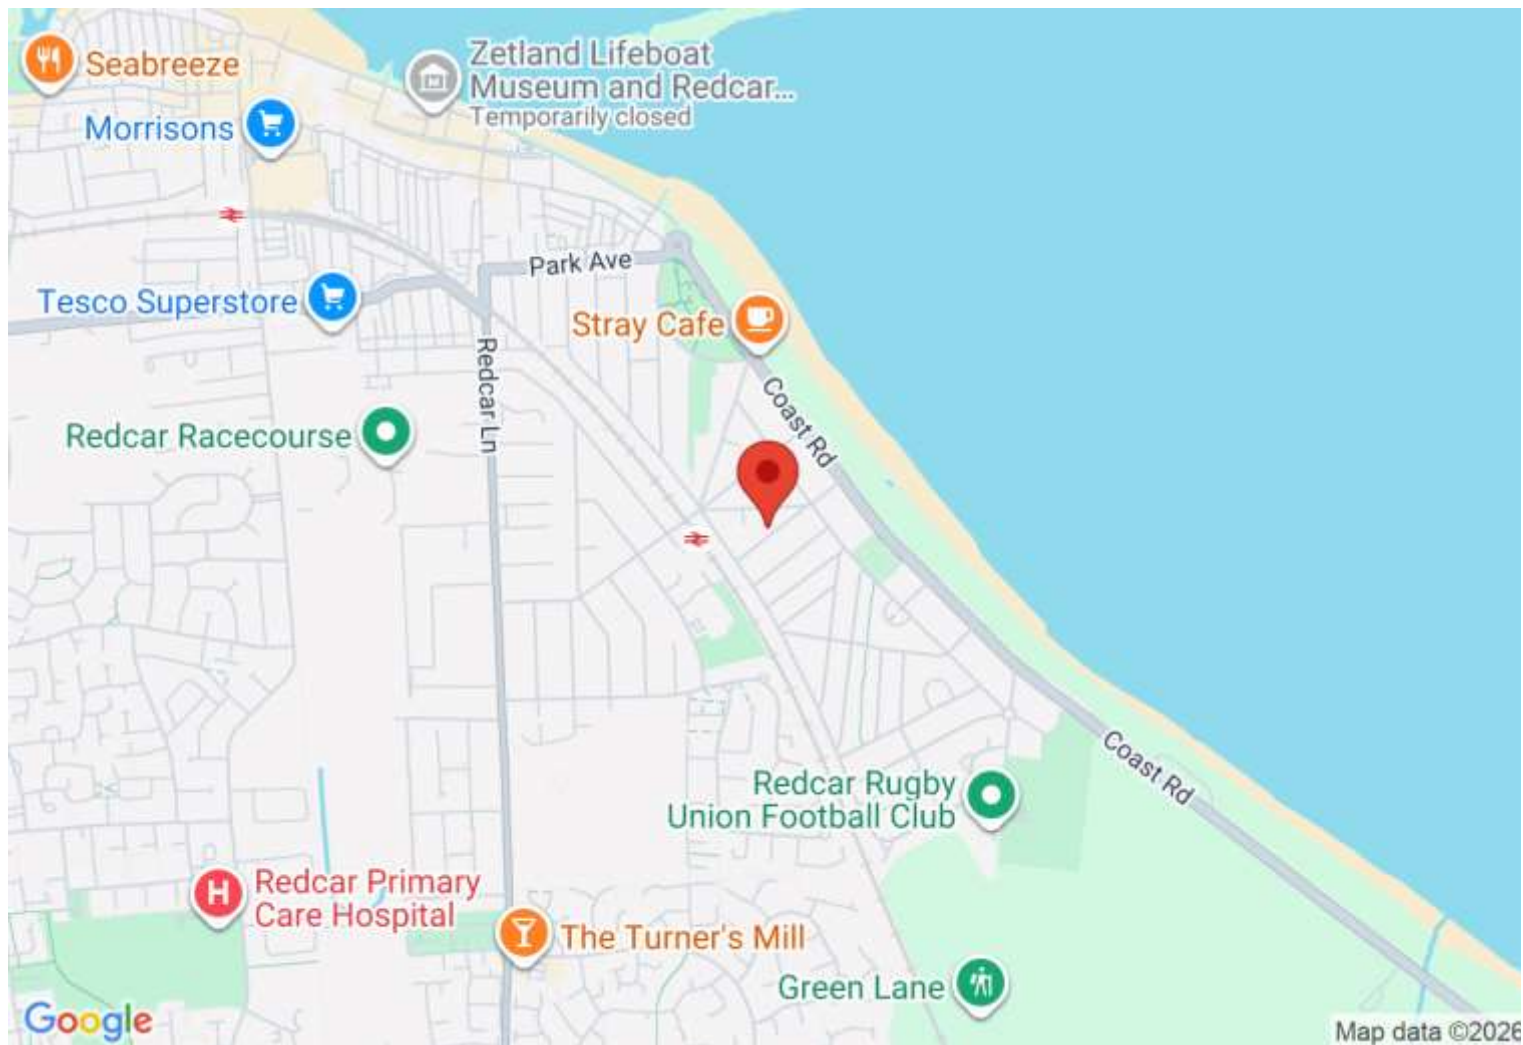 Seabreeze
Zetland Lifeboat
Museum and Redcar...
Temporarily closed
Morrisons
Park Ave
Tesco Superstore
Stray Cafe
Redcar Ln
Coast Rd
Redcar Racecourse
Coast Rd
Redcar Rugby
Union Football Club
H
Redcar Primary
Care Hospital
The Turner's Mill
Green Lane
Google
Map data ©2026